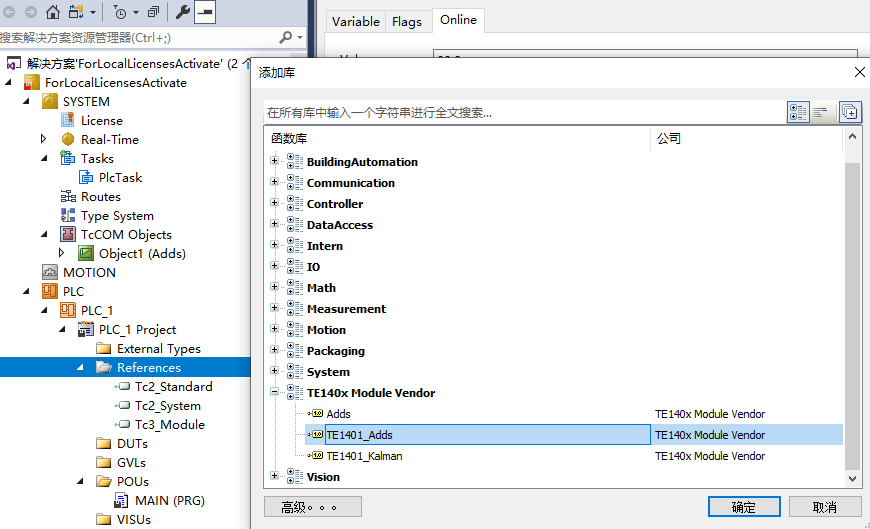 搜索解决方案资源管理器(Ctrl+;)
解决方案'ForLocalLicensesActivate' (2 个
ForLocalLicensesActivate
SYSTEM
License
Real-Time
Tasks
PlcTask
Routes
Type System
TcCOM Objects
Object1 (Adds)
MOTION
PLC
PLC_1
PLC_1 Project
External Types
References
Tc2_Standard
Tc2_System
Tc3_Module
DUTs
GVLs
POUs
MAIN (PRG)
VISUs
Variable Flags Online
添加库
在所有库中输入一个字符串进行全文搜索...
函数库 公司
BuildingAutomation
Communication
Controller
DataAccess
Intern
IO
Math
Measurement
Motion
Packaging
System
TE140x Module Vendor
Adds TE140x Module Vendor
TE1401_Adds TE140x Module Vendor
TE1401_Kalman TE140x Module Vendor
Vision
高级。。。 确定 取消